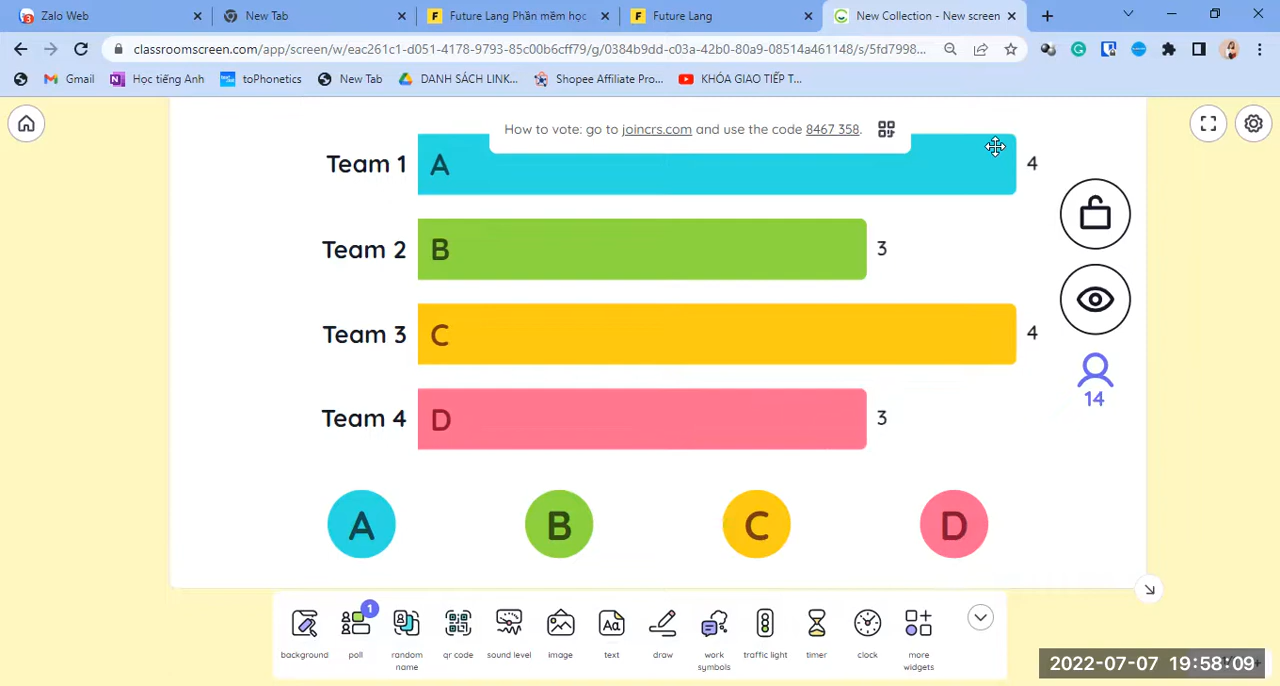 Zalo Web
New Tab
Future Lang Phần mềm học
Future Lang
New Collection - New screen
classroomscreen.com/app/screen/w/eac261c1-d051-4178-9793-85c00b6cff79/g/0384b9dd-c03a-42b0-80a9-08514a461148/s/5fd7998...
Gmail
Học tiếng Anh
toPhonetics
New Tab
DANH SÁCH LINK...
Shopee Affiliate Pro...
KHÓA GIAO TIẾP T...
How to vote: go to joincrs.com and use the code 8467 358.
Team 1 A 4
Team 2 B 3
Team 3 C 4
Team 4 D 3
14
A B C D
1
background
poll
random name
qr code
sound level
image
text
draw
work symbols
traffic light
timer
clock
more widgets
2022-07-07 19:58:09